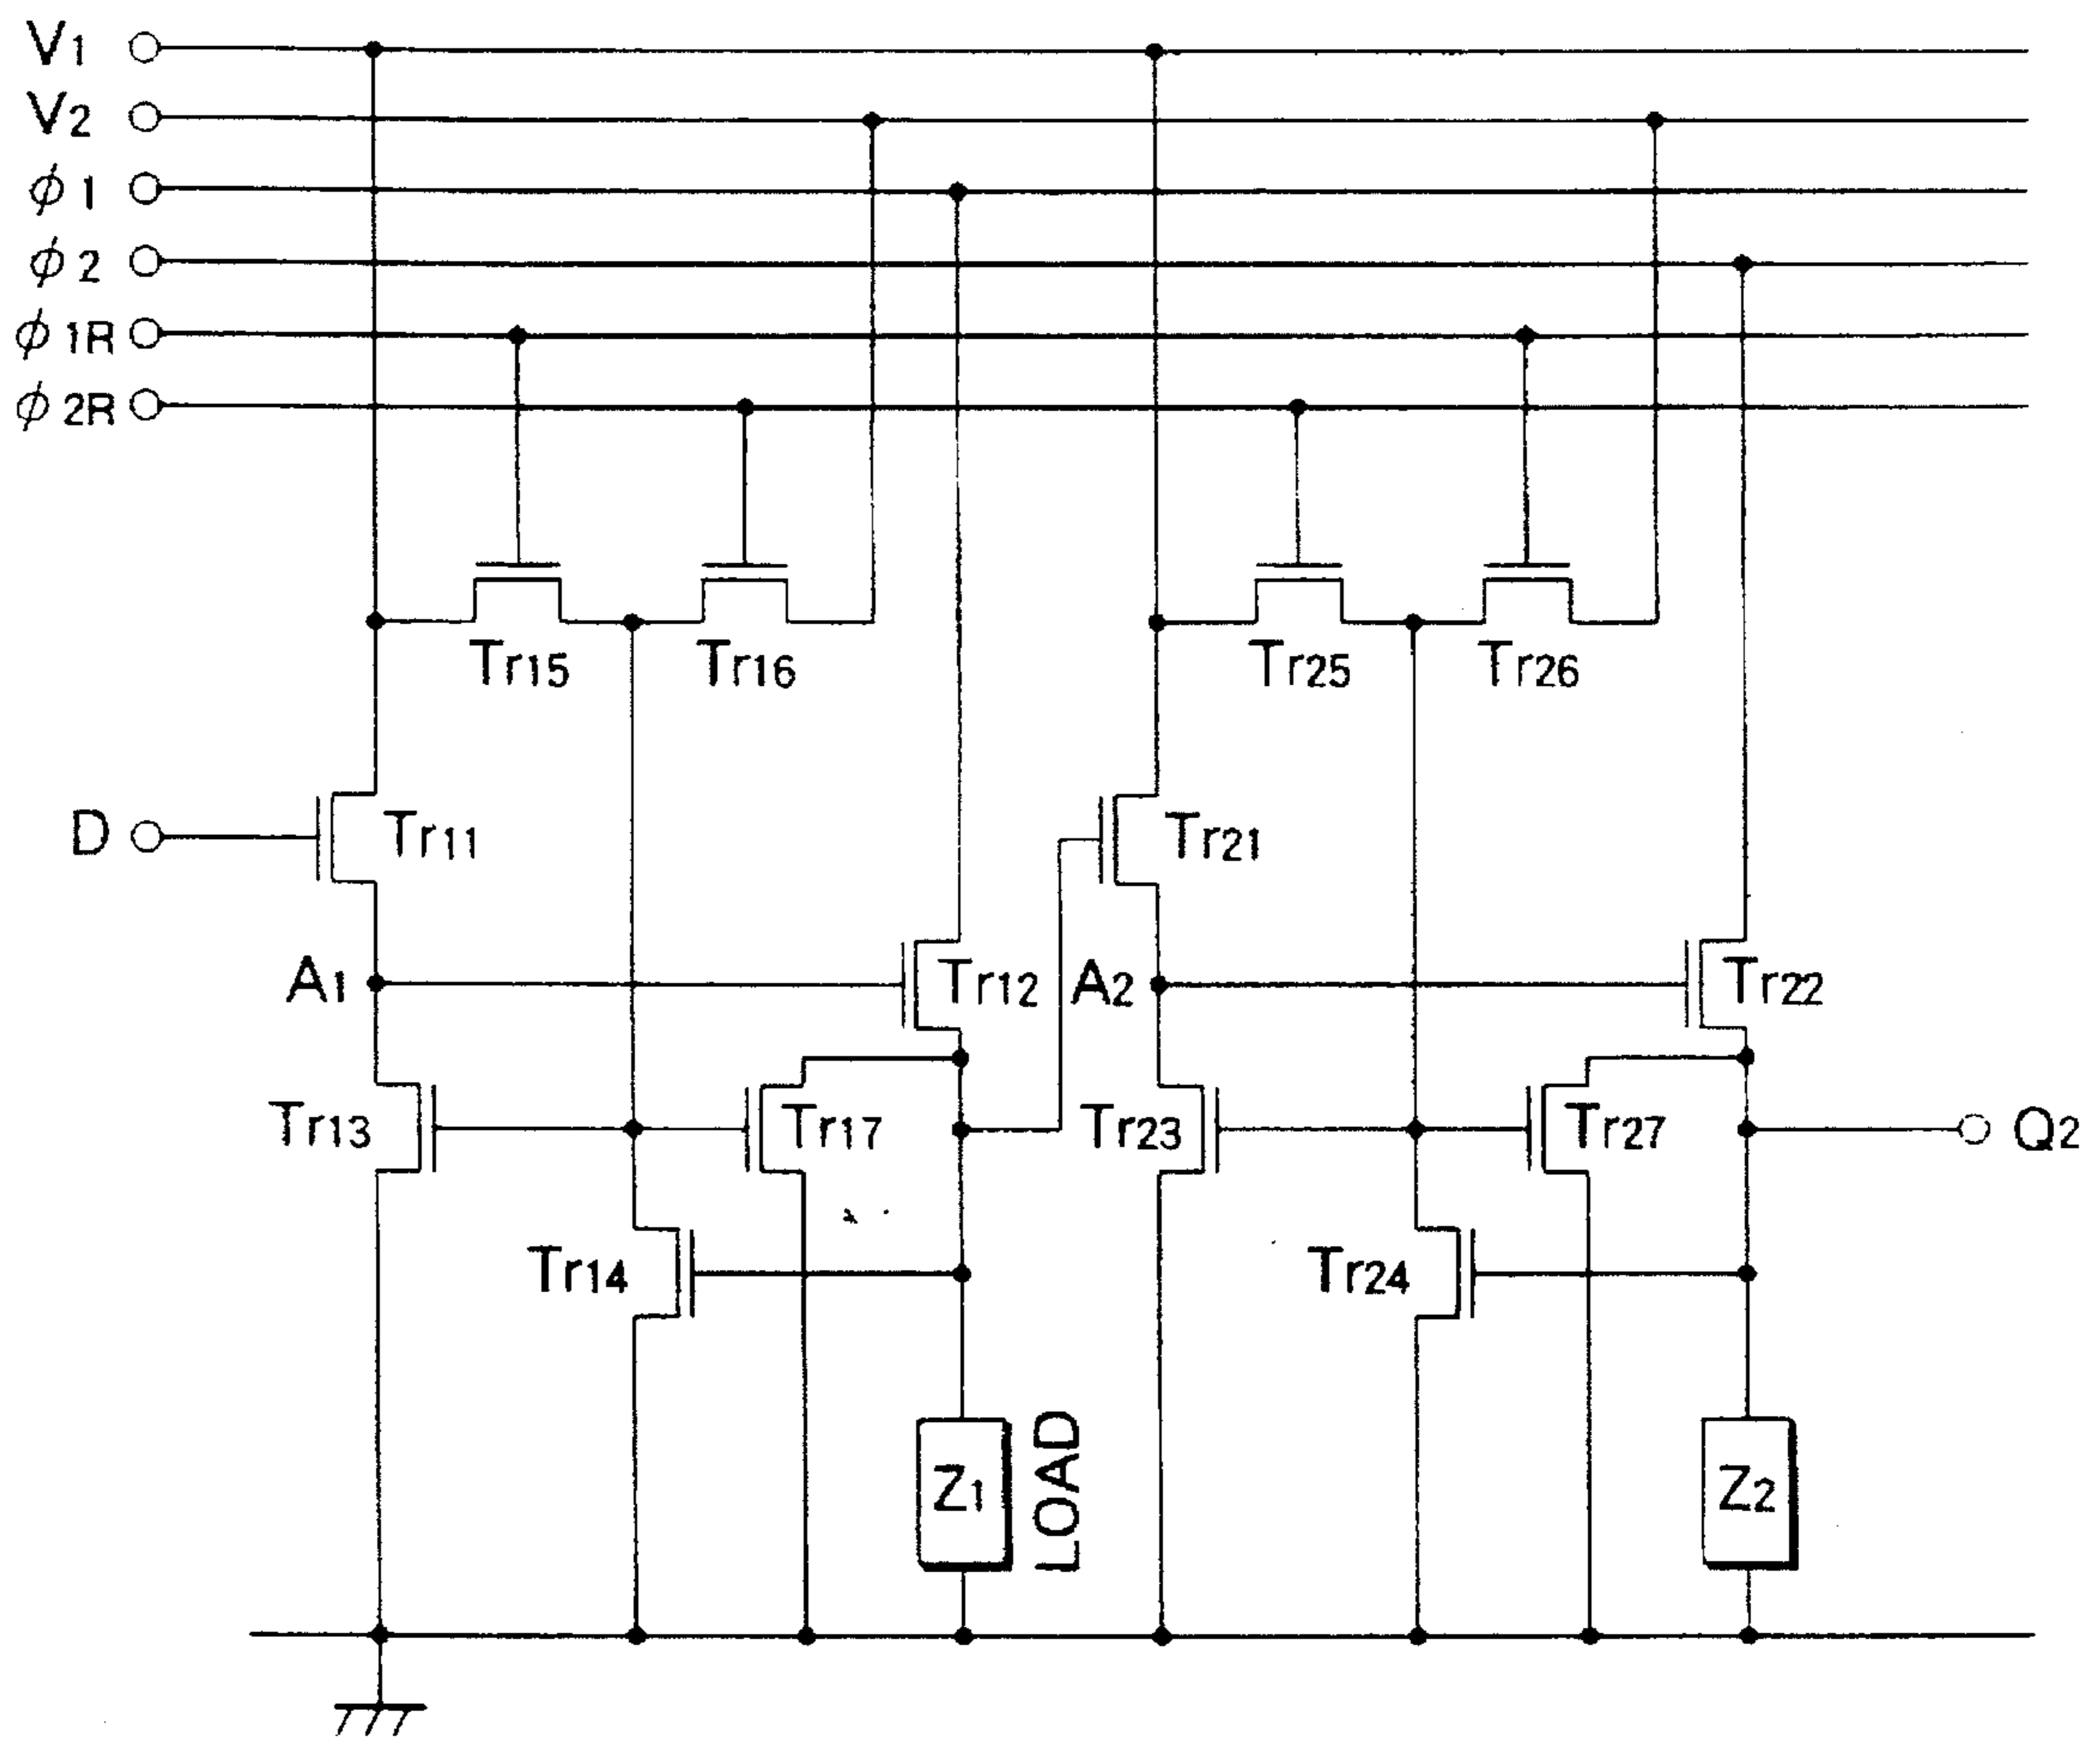 V1
V2
ϕ1
ϕ2
ϕ1R
ϕ2R
Tr15 Tr16 Tr25 Tr26
D Tr11 Tr21
A1 Tr12 A2 Tr22
Tr13 Tr17 Tr23 Tr27 Q2
Tr14 Tr24
Z1 LOAD Z2